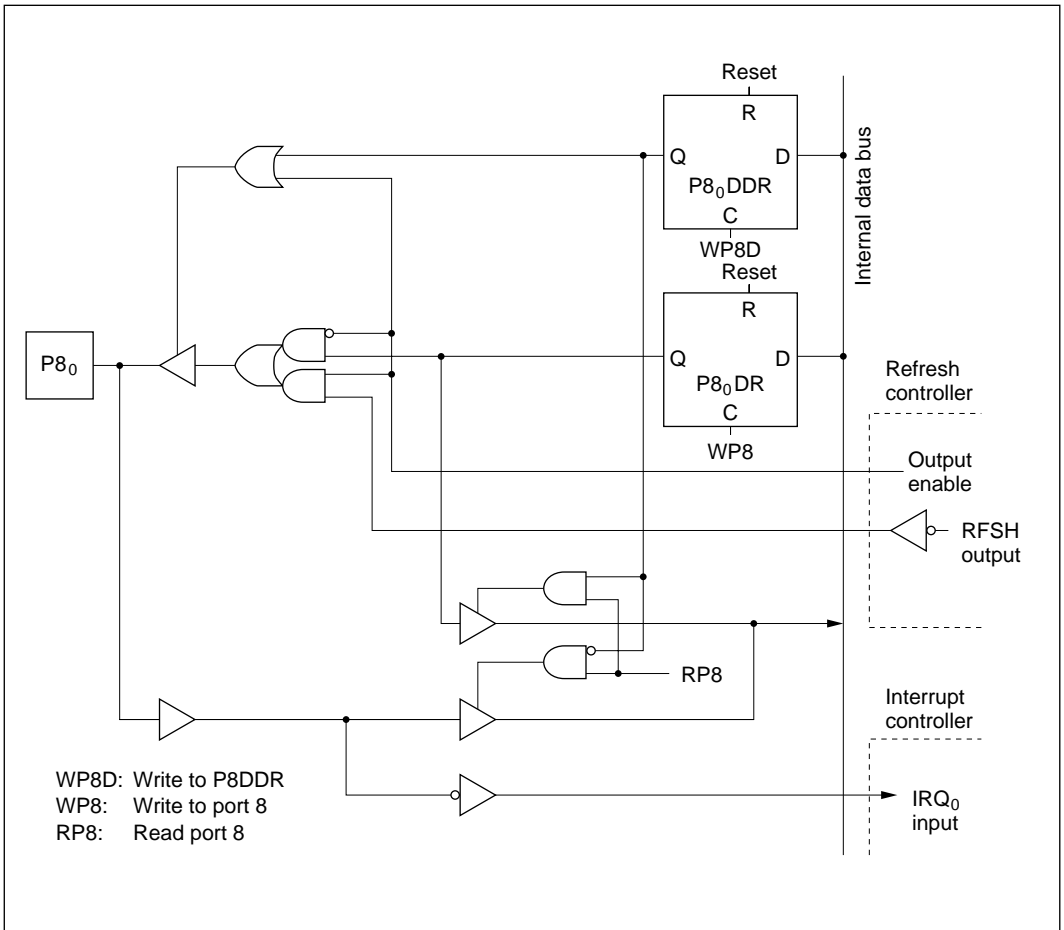 Reset
R
Q
D
P8₀DDR
C
WP8D
Internal data bus
Reset
R
P8₀
Q
D
P8₀DR
C
WP8
Refresh
controller
Output
enable
RFSH
output
RP8
Interrupt
controller
WP8D: Write to P8DDR
WP8: Write to port 8
RP8: Read port 8
IRQ₀
input